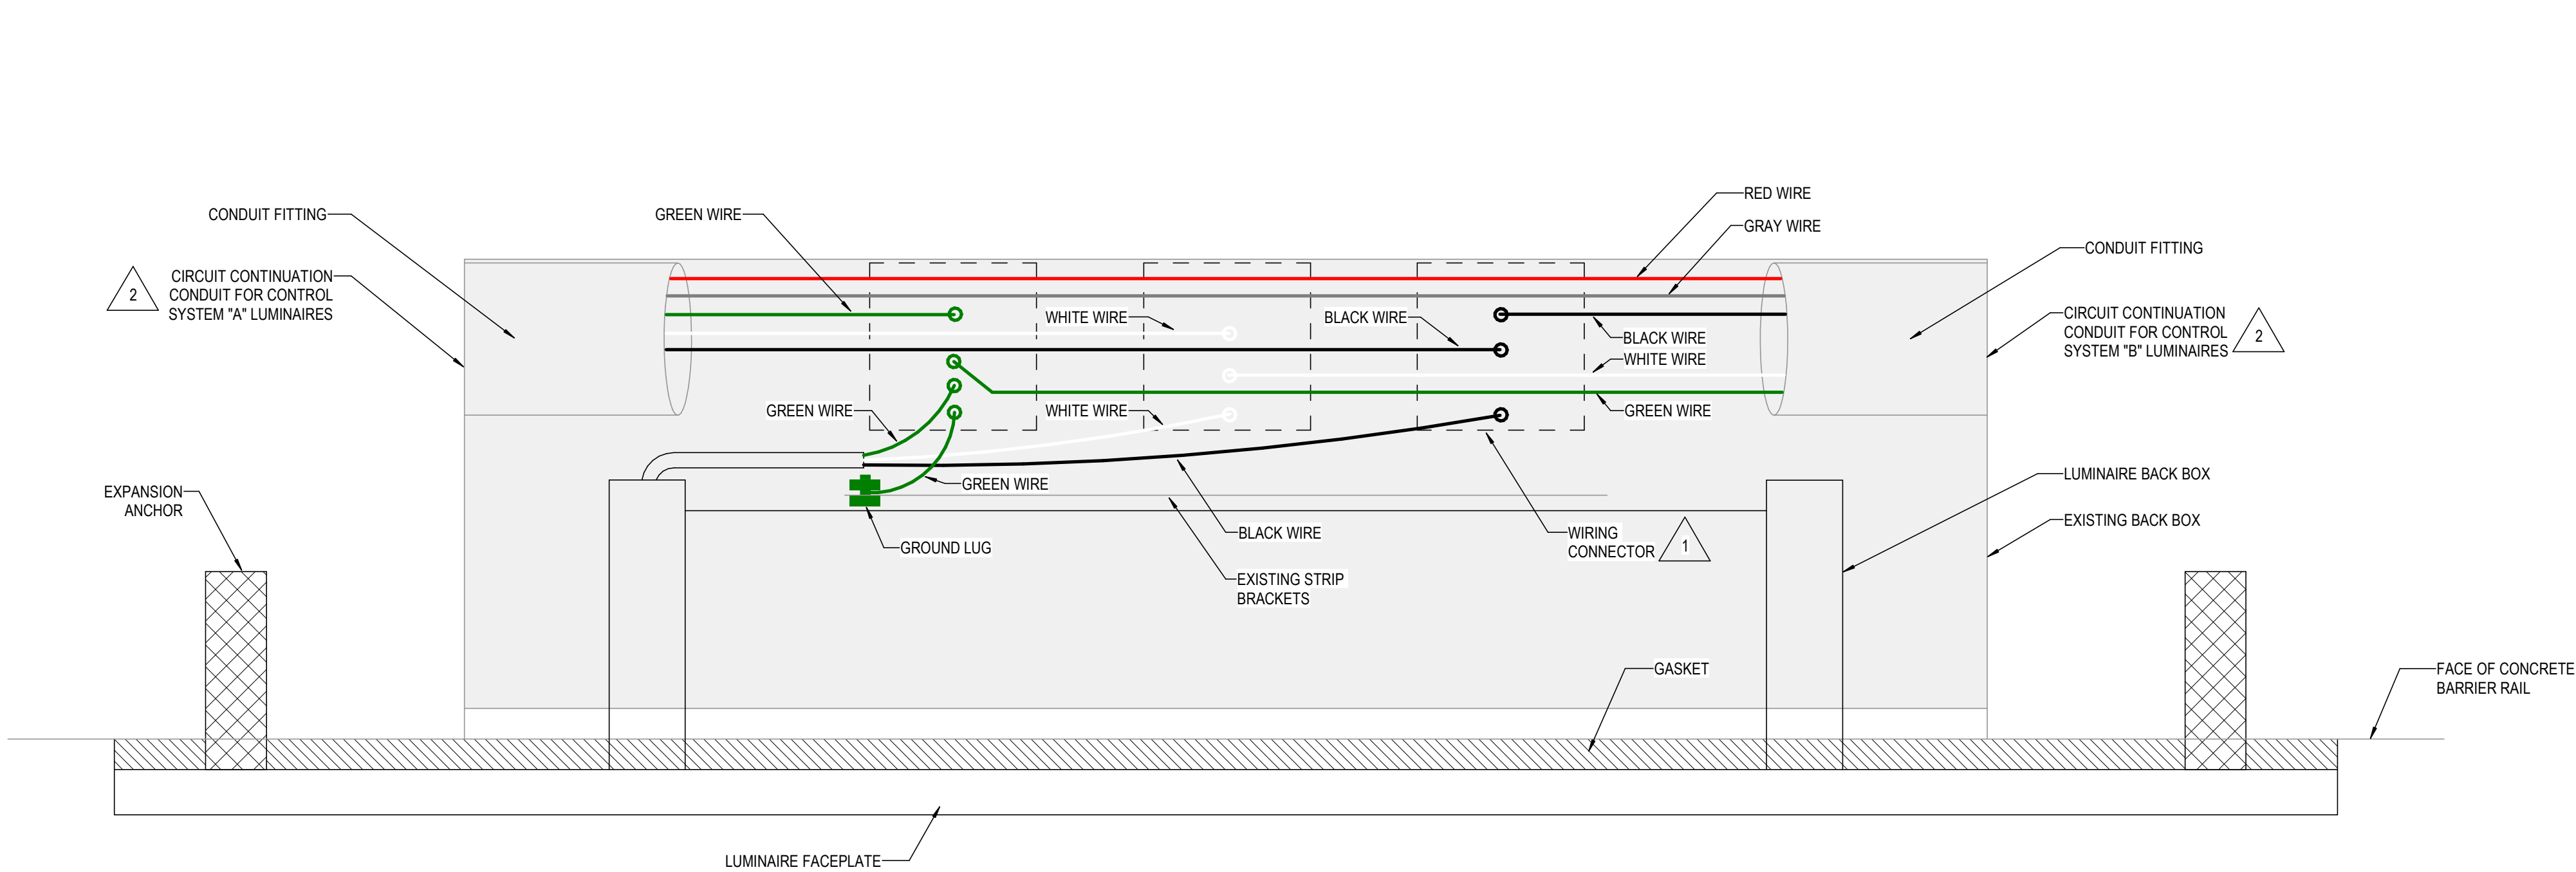 RED WIRE
CONDUIT FITTING
GREEN WIRE
GRAY WIRE
CONDUIT FITTING
2
CIRCUIT CONTINUATION
CONDUIT FOR CONTROL
SYSTEM "A" LUMINAIRES
WHITE WIRE
BLACK WIRE
BLACK WIRE
WHITE WIRE
CIRCUIT CONTINUATION
CONDUIT FOR CONTROL
SYSTEM "B" LUMINAIRES
2
GREEN WIRE
WHITE WIRE
GREEN WIRE
EXPANSION
ANCHOR
GREEN WIRE
LUMINAIRE BACK BOX
GROUND LUG
BLACK WIRE
WIRING
CONNECTOR
1
EXISTING BACK BOX
EXISTING STRIP
BRACKETS
GASKET
FACE OF CONCRETE
BARRIER RAIL
LUMINAIRE FACEPLATE